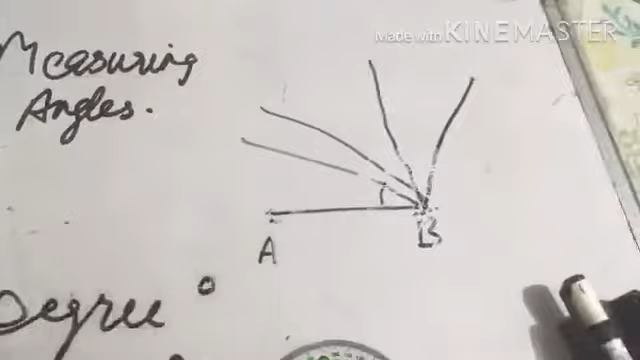 Made with KINEMASTER
Measuring
Angles.
A
B
Degree °